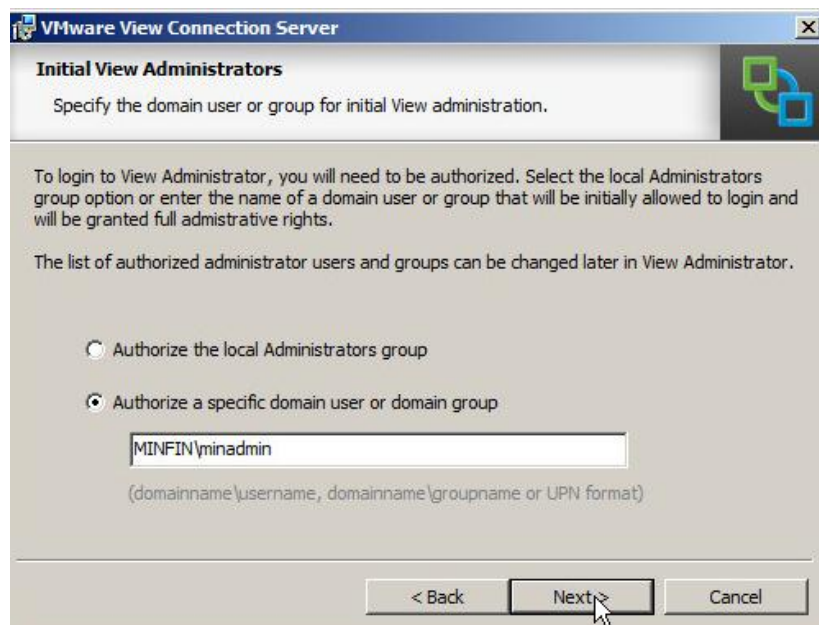 VMware View Connection Server
Initial View Administrators
Specify the domain user or group for initial View administration.
To login to View Administrator, you will need to be authorized. Select the local Administrators
group option or enter the name of a domain user or group that will be initially allowed to login and
will be granted full admistrative rights.
The list of authorized administrator users and groups can be changed later in View Administrator.
Authorize the local Administrators group
Authorize a specific domain user or domain group
MINFIN\minadmin
(domainname\username, domainname\groupname or UPN format)
< Back
Next >
Cancel